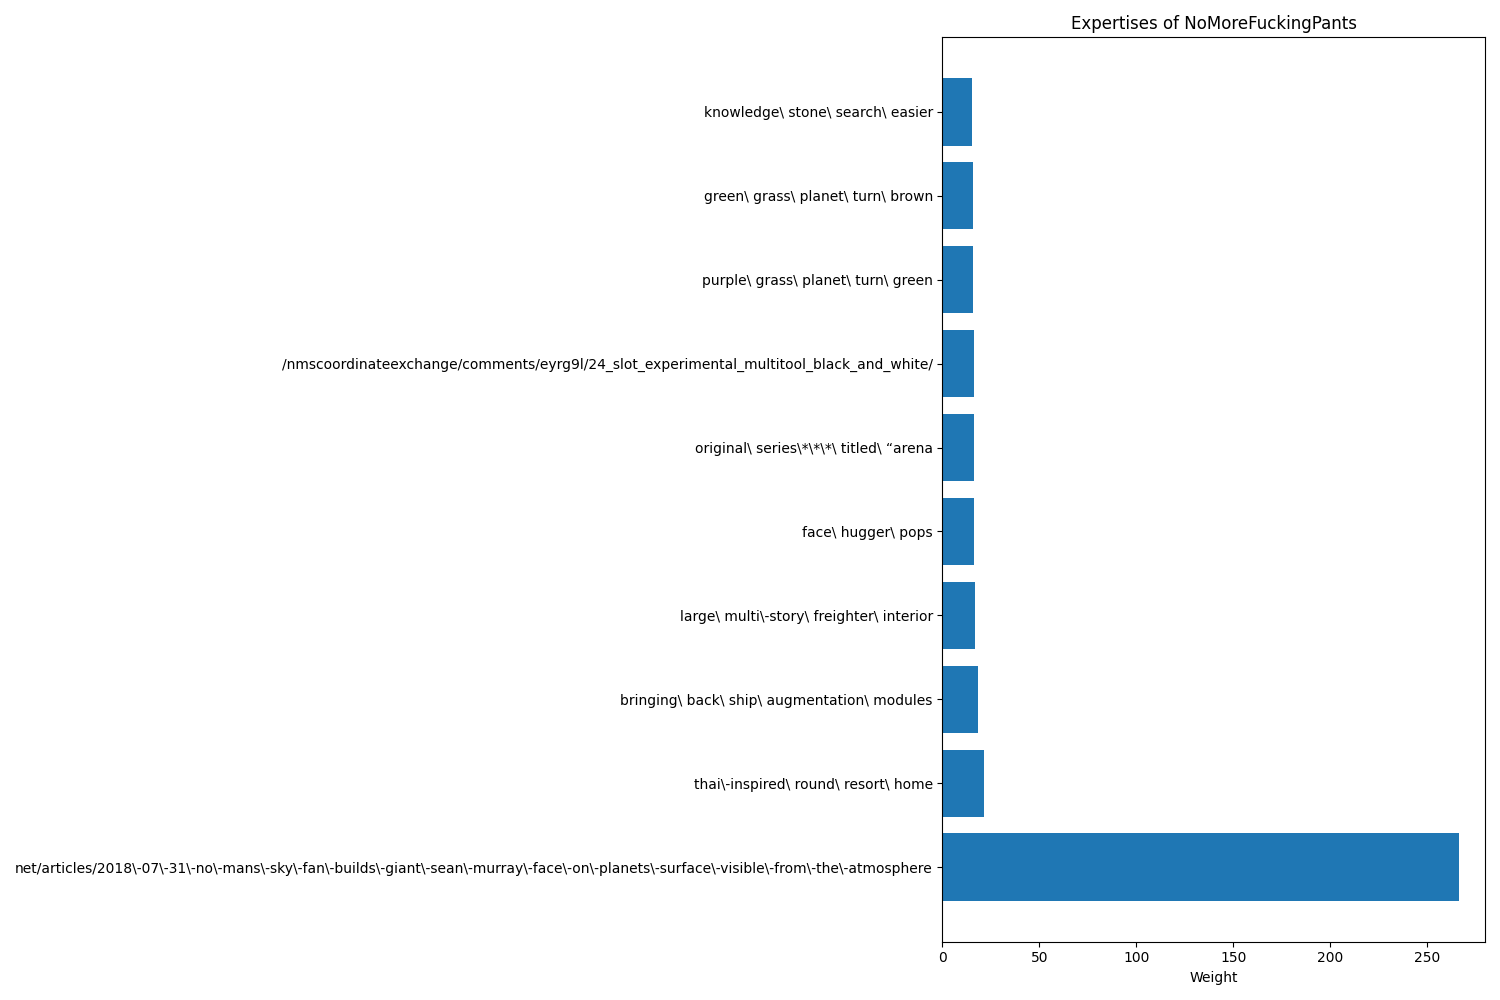 Expertises of NoMoreFuckingPants
knowledge\ stone\ search\ easier
green\ grass\ planet\ turn\ brown
purple\ grass\ planet\ turn\ green
/nmscoordinateexchange/comments/eyrg9l/24_slot_experimental_multitool_black_and_white/
original\ series\*\*\*\ titled\ “arena
face\ hugger\ pops
large\ multi\-story\ freighter\ interior
bringing\ back\ ship\ augmentation\ modules
thai\-inspired\ round\ resort\ home
net/articles/2018\-07\-31\-no\-mans\-sky\-fan\-builds\-giant\-sean\-murray\-face\-on\-planets\-surface\-visible\-from\-the\-atmosphere
0 50 100 150 200 250
Weight